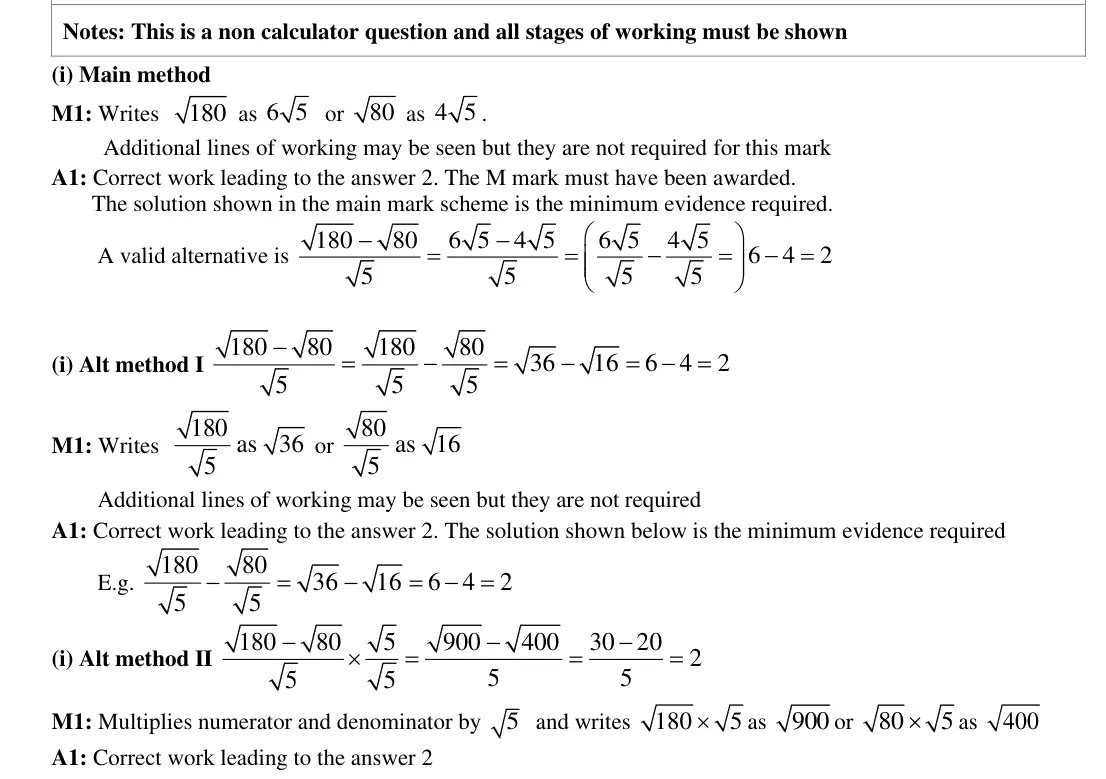 Notes: This is a non calculator question and all stages of working must be shown
(i) Main method
M1: Writes √180 as 6√5 or √80 as 4√5.
Additional lines of working may be seen but they are not required for this mark
A1: Correct work leading to the answer 2. The M mark must have been awarded.
The solution shown in the main mark scheme is the minimum evidence required.
A valid alternative is (√180 − √80)/√5 = (6√5 − 4√5)/√5 = (6√5/√5 − 4√5/√5 =) 6 − 4 = 2
(i) Alt method I (√180 − √80)/√5 = √180/√5 − √80/√5 = √36 − √16 = 6 − 4 = 2
M1: Writes √180/√5 as √36 or √80/√5 as √16
Additional lines of working may be seen but they are not required
A1: Correct work leading to the answer 2. The solution shown below is the minimum evidence required
E.g. √180/√5 − √80/√5 = √36 − √16 = 6 − 4 = 2
(i) Alt method II (√180 − √80)/√5 × √5/√5 = (√900 − √400)/5 = (30 − 20)/5 = 2
M1: Multiplies numerator and denominator by √5 and writes √180 × √5 as √900 or √80 × √5 as √400
A1: Correct work leading to the answer 2